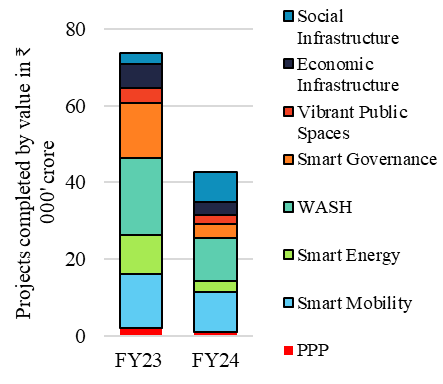 Projects completed by value in ₹
000'crore
80
60
40
20
0
FY23
FY24
Social
Infrastructure
Economic
Infrastructure
Vibrant Public
Spaces
Smart Governance
WASH
Smart Energy
Smart Mobility
PPP